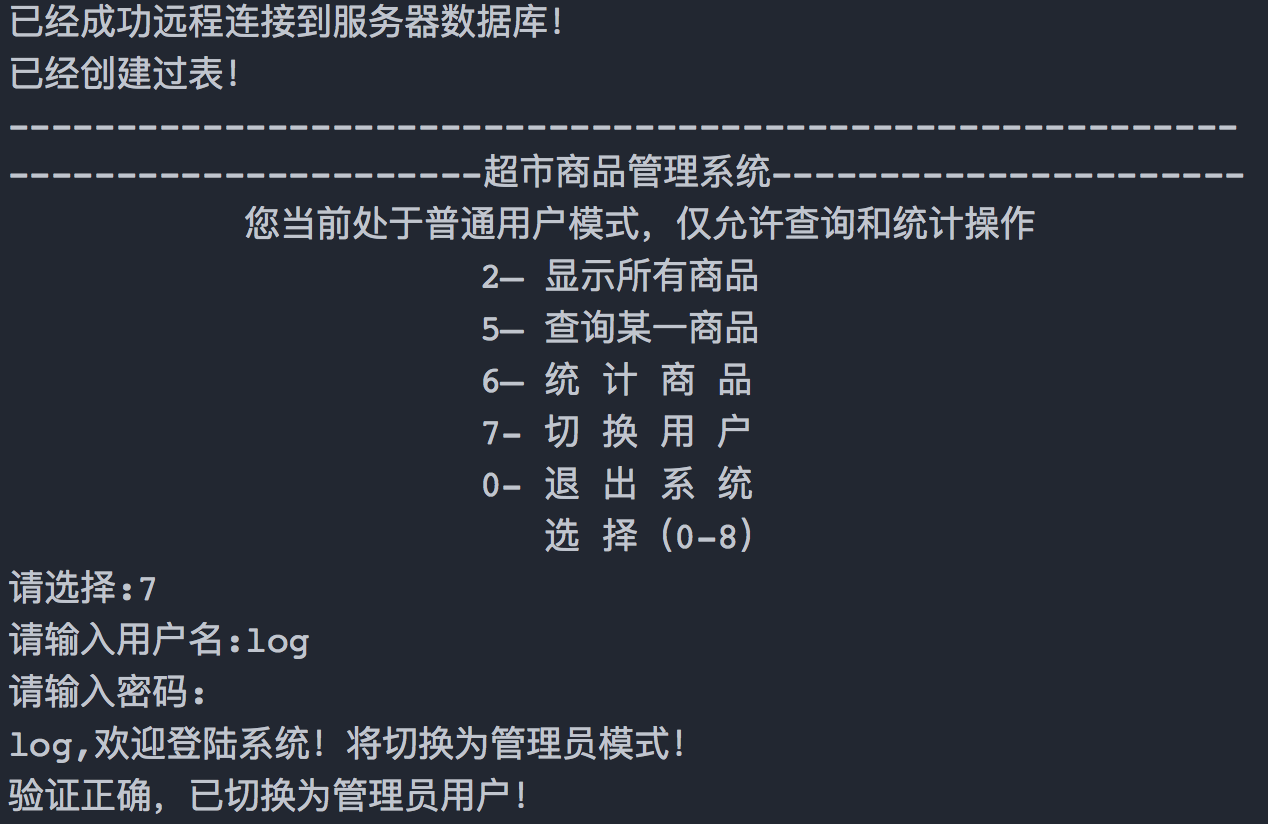 已经成功远程连接到服务器数据库!
已经创建过表!
---------------------------------------------------------
----------------------超市商品管理系统----------------------
您当前处于普通用户模式，仅允许查询和统计操作
2— 显示所有商品
5— 查询某一商品
6— 统 计 商 品
7- 切 换 用 户
0- 退 出 系 统
选 择 (0-8)
请选择:7
请输入用户名:log
请输入密码:
log,欢迎登陆系统! 将切换为管理员模式!
验证正确，已切换为管理员用户!